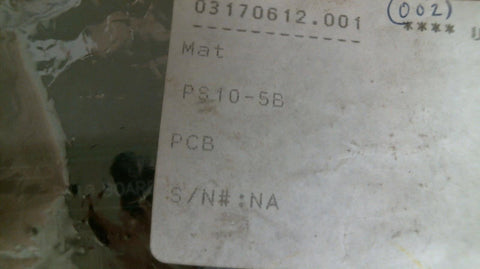 (002)
03170612.001 ****
Mat
PS10-5B
PCB
S/N#:NA